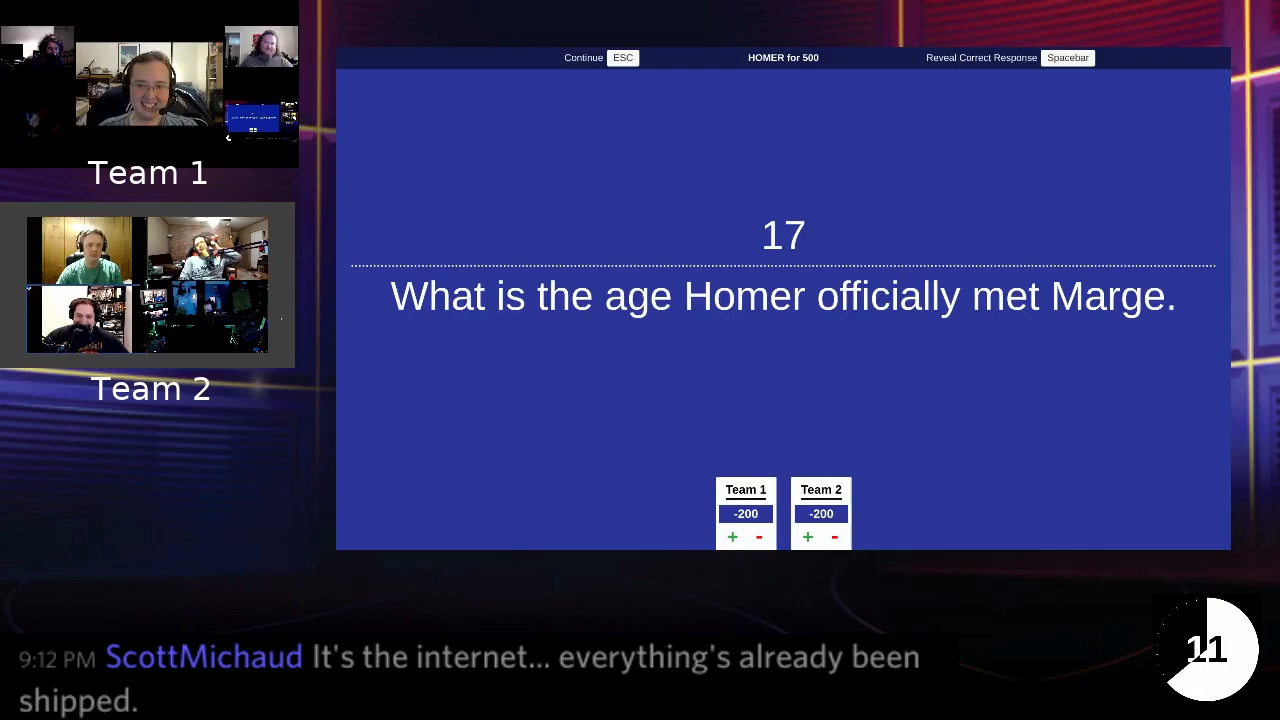 Continue ESC HOMER for 500 Reveal Correct Response Spacebar
17
What is the age Homer officially met Marge.
Team 1
Team 2
Team 1 Team 2
-200 -200
+ - + -
9:12 PM ScottMichaud It's the internet... everything's already been
shipped.
11